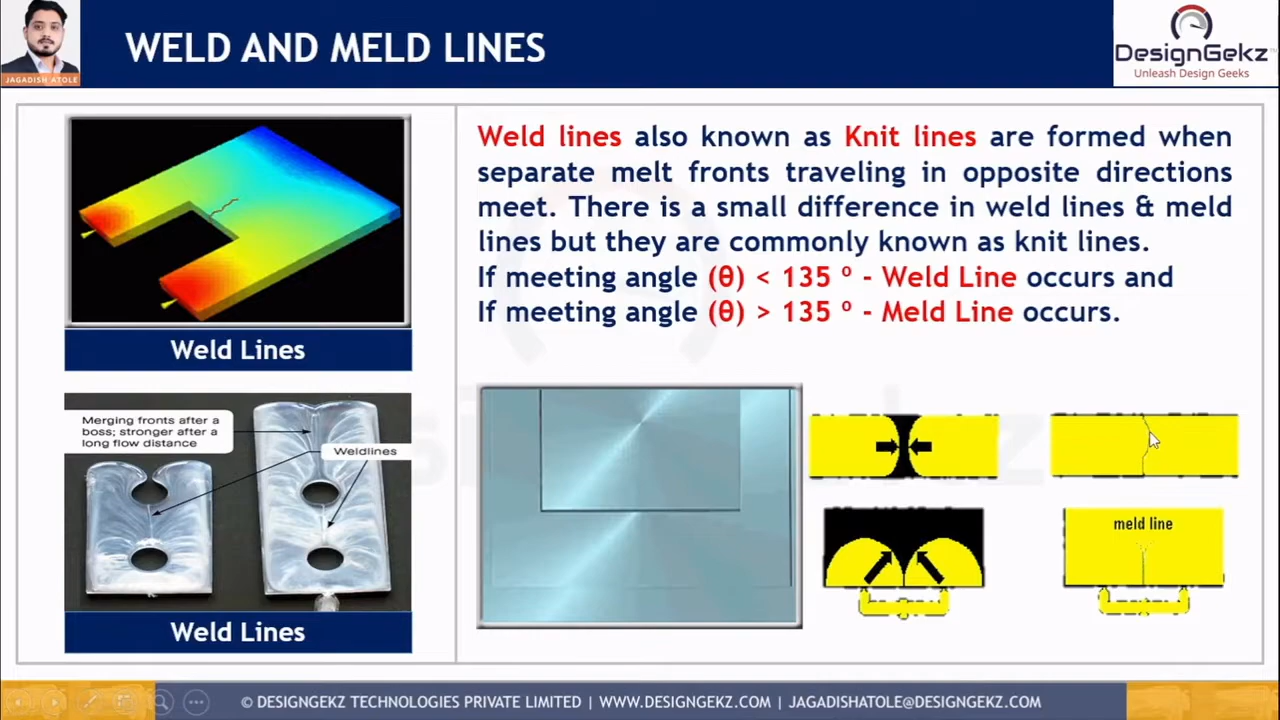 JAGADISH ATOLE
WELD AND MELD LINES
DesignGekz
Unleash Design Geeks
Weld Lines
Merging fronts after a
boss; stronger after a
long flow distance
Weldlines
Weld Lines
Weld lines also known as Knit lines are formed when
separate melt fronts traveling in opposite directions
meet. There is a small difference in weld lines & meld
lines but they are commonly known as knit lines.
If meeting angle (θ) < 135 º - Weld Line occurs and
If meeting angle (θ) > 135 º - Meld Line occurs.
meld line
© DESIGNGEKZ TECHNOLOGIES PRIVATE LIMITED | WWW.DESIGNGEKZ.COM | JAGADISHATOLE@DESIGNGEKZ.COM